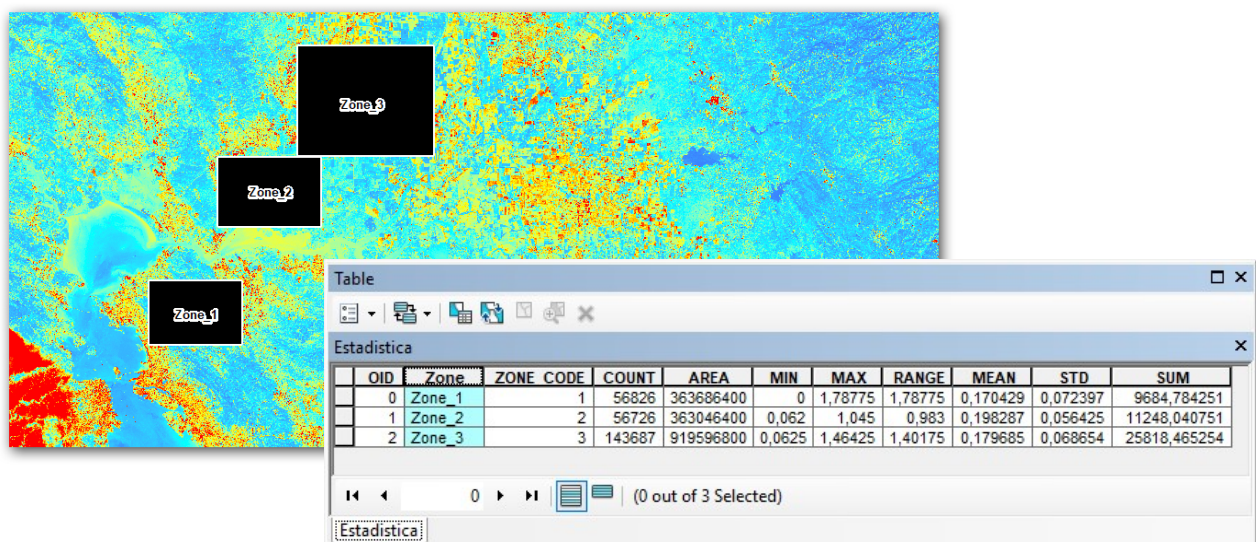 Zone_3
Zone_2
Zone_1
Table
Estadistica
OID Zone ZONE_CODE COUNT AREA MIN MAX RANGE MEAN STD SUM
0 Zone_1 1 56826 363686400 0 1,78775 1,78775 0,170429 0,072397 9684,784251
1 Zone_2 2 56726 363046400 0,062 1,045 0,983 0,198287 0,056425 11248,040751
2 Zone_3 3 143687 919596800 0,0625 1,46425 1,40175 0,179685 0,068654 25818,465254
0 (0 out of 3 Selected)
Estadistica